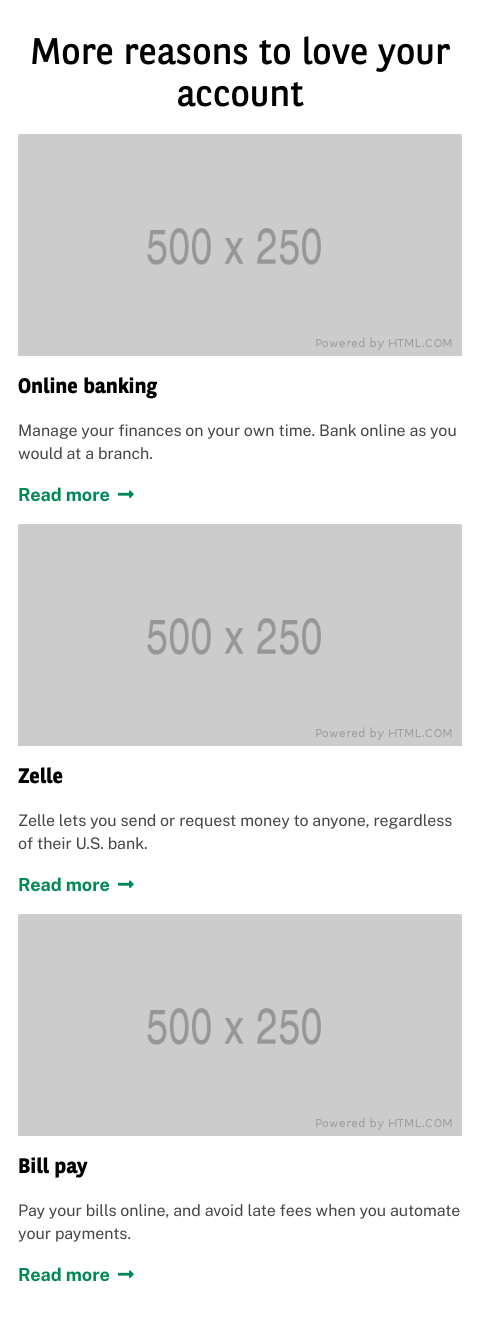 More reasons to love your
account
500 x 250
Powered by HTML.COM
Online banking
Manage your finances on your own time. Bank online as you
would at a branch.
Read more →
500 x 250
Powered by HTML.COM
Zelle
Zelle lets you send or request money to anyone, regardless
of their U.S. bank.
Read more →
500 x 250
Powered by HTML.COM
Bill pay
Pay your bills online, and avoid late fees when you automate
your payments.
Read more →